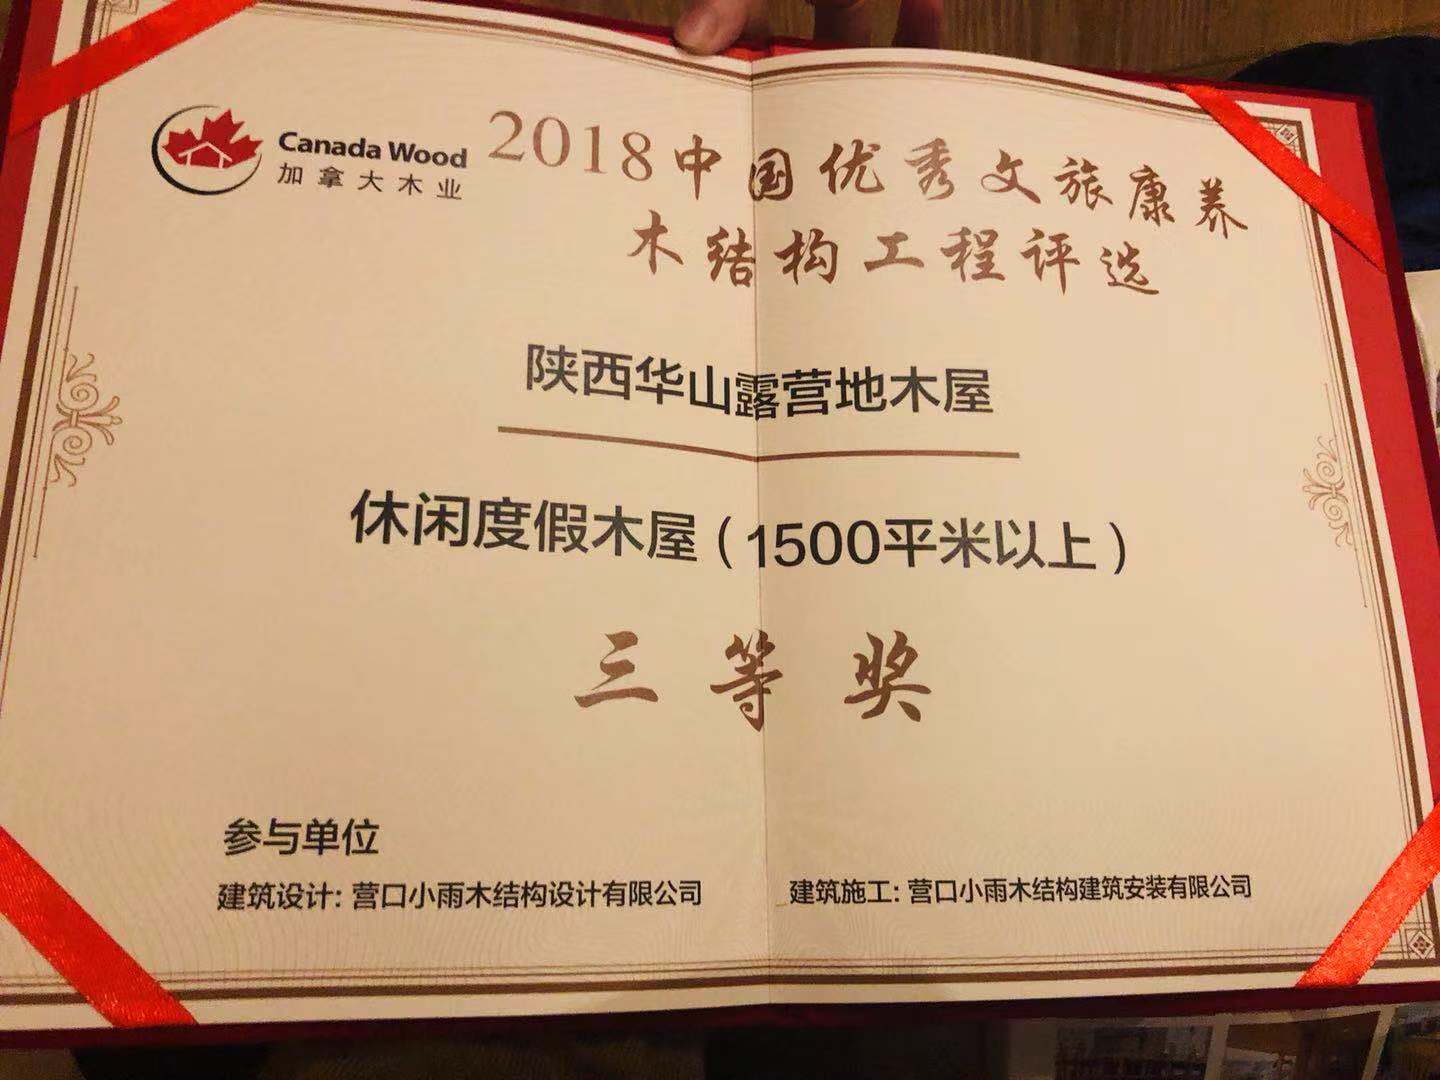 Canada Wood
加拿大木业
2018中国优秀文旅康养
木结构工程评选
陕西华山露营地木屋
休闲度假木屋（1500平米以上）
三等奖
参与单位
建筑设计: 营口小雨木结构设计有限公司
建筑施工: 营口小雨木结构建筑安装有限公司